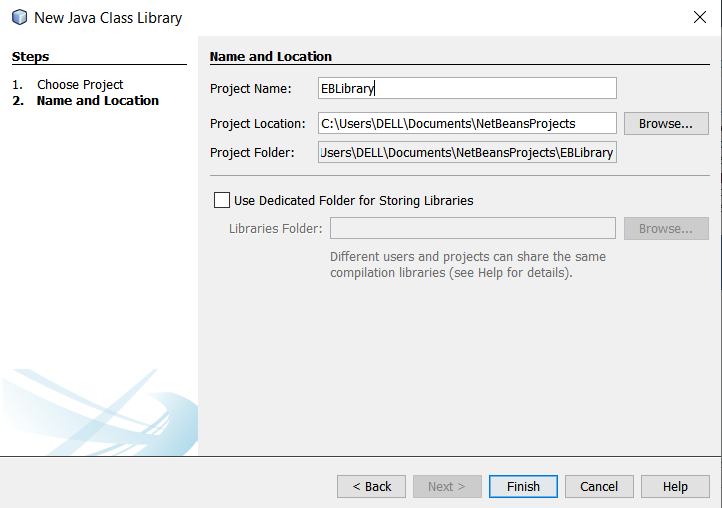 New Java Class Library
Steps
1. Choose Project
2. Name and Location
Name and Location
Project Name: EBLibrary
Project Location: C:\Users\DELL\Documents\NetBeansProjects Browse...
Project Folder: Users\DELL\Documents\NetBeansProjects\EBLibrary
Use Dedicated Folder for Storing Libraries
Libraries Folder: Browse...
Different users and projects can share the same
compilation libraries (see Help for details).
< Back Next > Finish Cancel Help